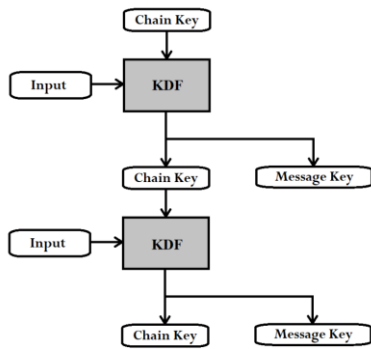 Chain Key
Input
KDF
Chain Key
Message Key
Input
KDF
Chain Key
Message Key